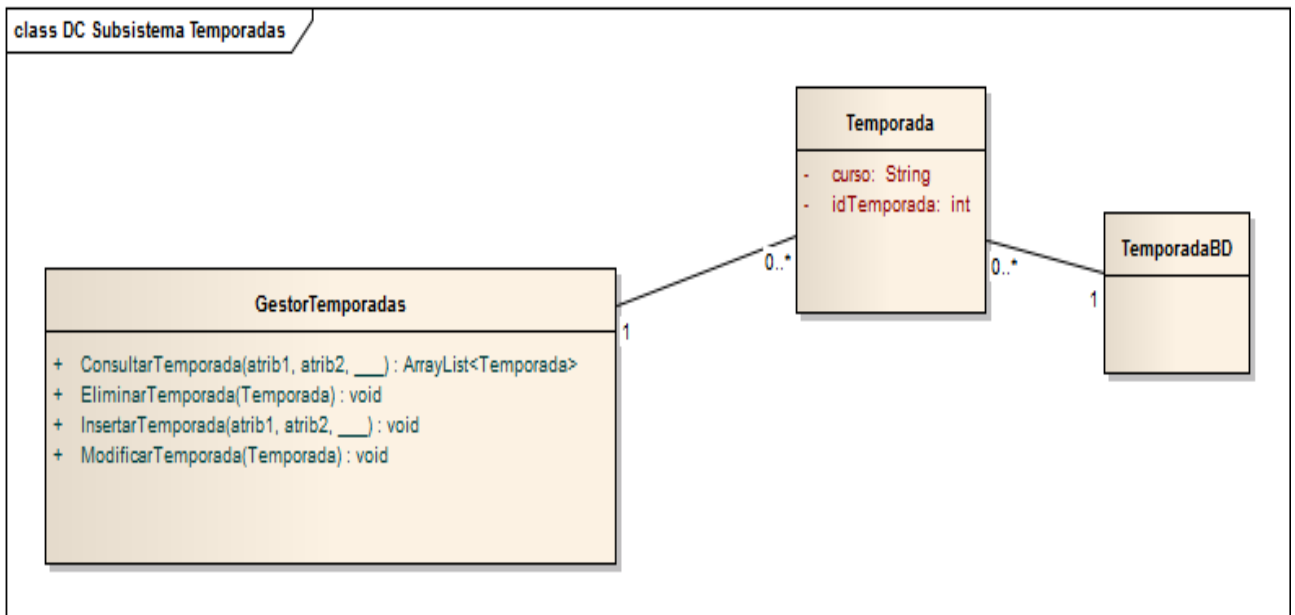 class DC Subsistema Temporadas
Temporada
- curso: String
- idTemporada: int
TemporadaBD
0..*
0..*
1
GestorTemporadas
1
+ ConsultarTemporada(atrib1, atrib2, ___) : ArrayList<Temporada>
+ EliminarTemporada(Temporada) : void
+ InsertarTemporada(atrib1, atrib2, ___) : void
+ ModificarTemporada(Temporada) : void